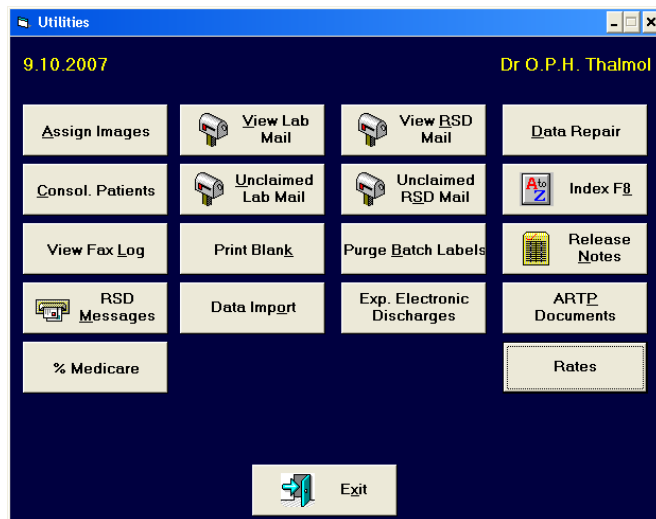 Utilities
9.10.2007 Dr O.P.H. Thalmol
Assign Images
View Lab
Mail
View RSD
Mail
Data Repair
Consol. Patients
Unclaimed
Lab Mail
Unclaimed
RSD Mail
A to Z
Index F8
View Fax Log
Print Blank
Purge Batch Labels
Release
Notes
RSD
Messages
Data Import
Exp. Electronic
Discharges
ARTP
Documents
% Medicare
Rates
Exit